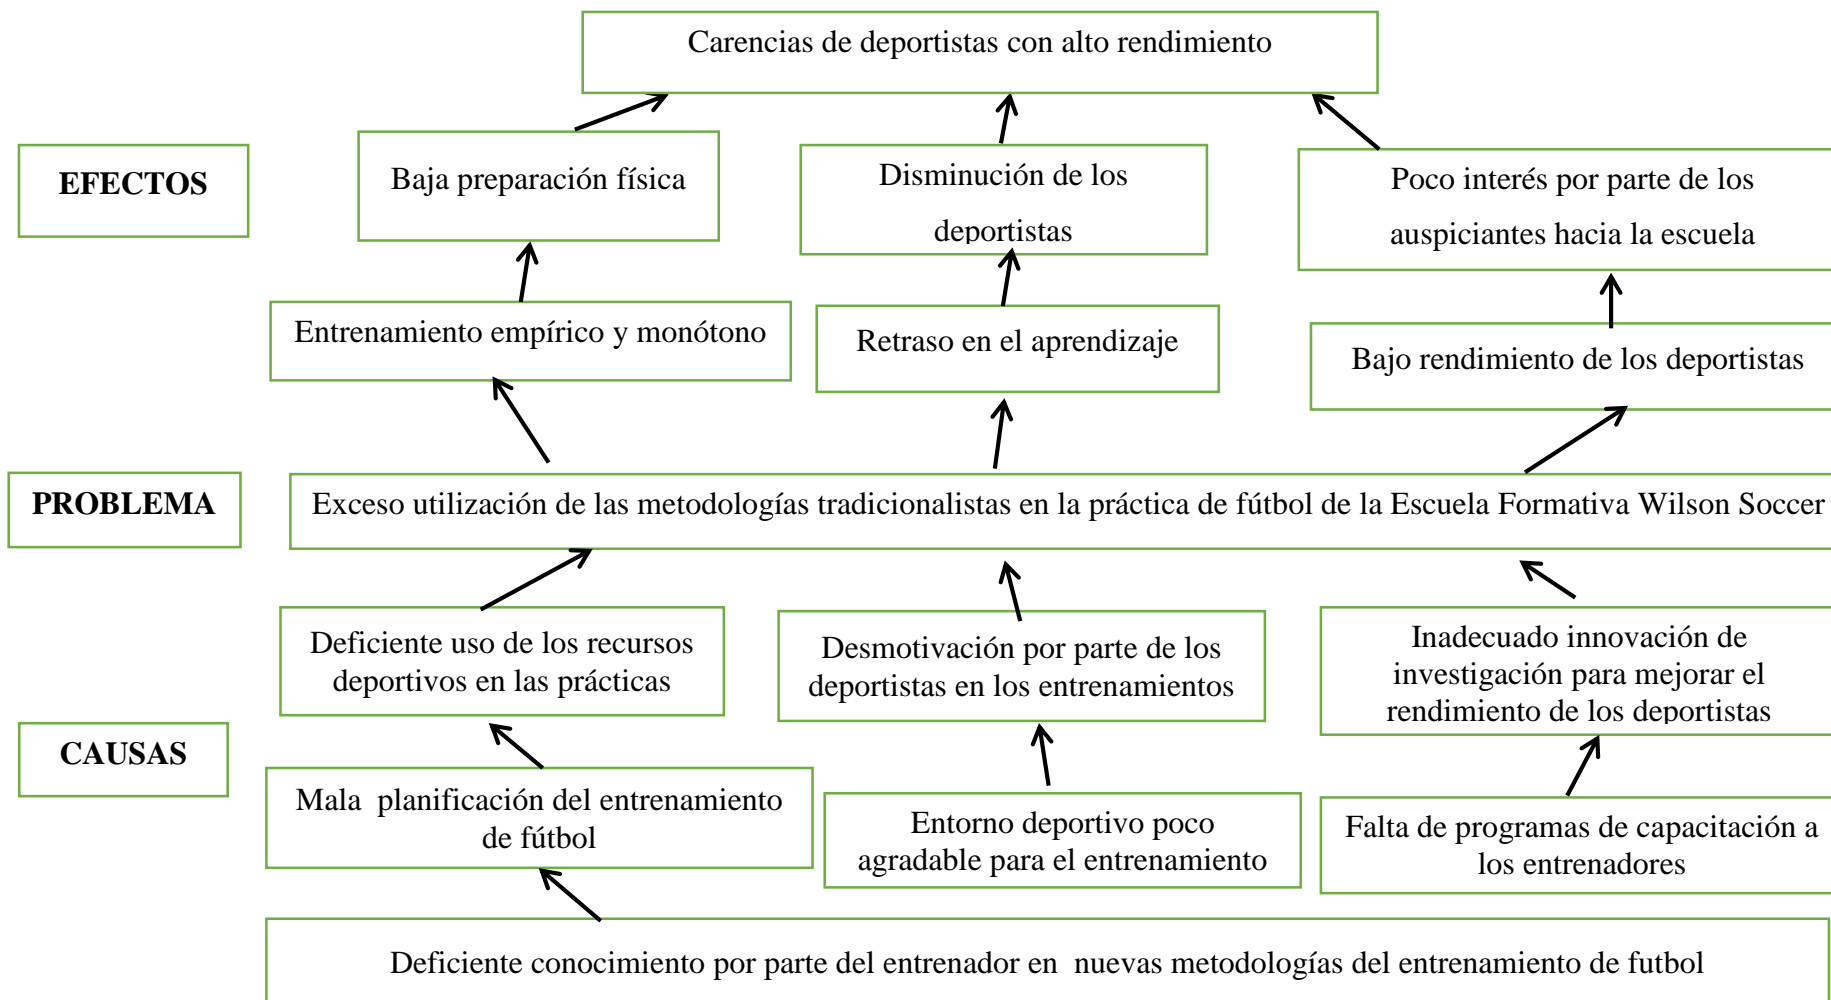 Carencias de deportistas con alto rendimiento
EFECTOS
Baja preparación física
Disminución de los
deportistas
Poco interés por parte de los
auspiciantes hacia la escuela
Entrenamiento empírico y monótono
Retraso en el aprendizaje
Bajo rendimiento de los deportistas
PROBLEMA
Exceso utilización de las metodologías tradicionalistas en la práctica de fútbol de la Escuela Formativa Wilson Soccer
Deficiente uso de los recursos
deportivos en las prácticas
Desmotivación por parte de los
deportistas en los entrenamientos
Inadecuado innovación de
investigación para mejorar el
rendimiento de los deportistas
CAUSAS
Mala  planificación del entrenamiento
de fútbol
Entorno deportivo poco
agradable para el entrenamiento
Falta de programas de capacitación a
los entrenadores
Deficiente conocimiento por parte del entrenador en  nuevas metodologías del entrenamiento de futbol